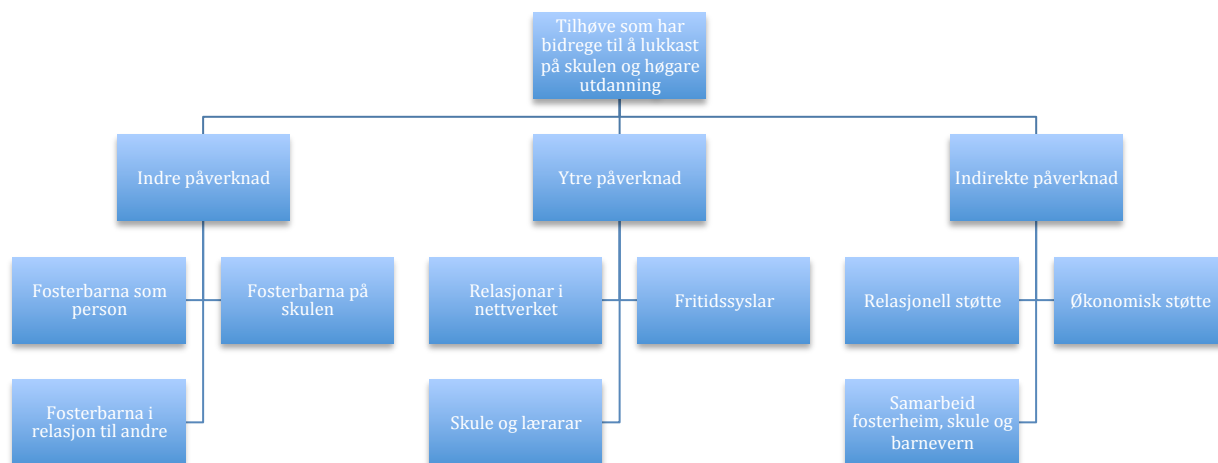 Tilhøve som har
bidrege til å lukkast
på skulen og høgare
utdanning
Indre påverknad
Ytre påverknad
Indirekte påverknad
Fosterbarna som
person
Fosterbarna på
skulen
Relasjonar i
nettverket
Fritidssyslar
Relasjonell støtte
Økonomisk støtte
Fosterbarna i
relasjon til andre
Skule og lærarar
Samarbeid
fosterheim, skule og
barnevern